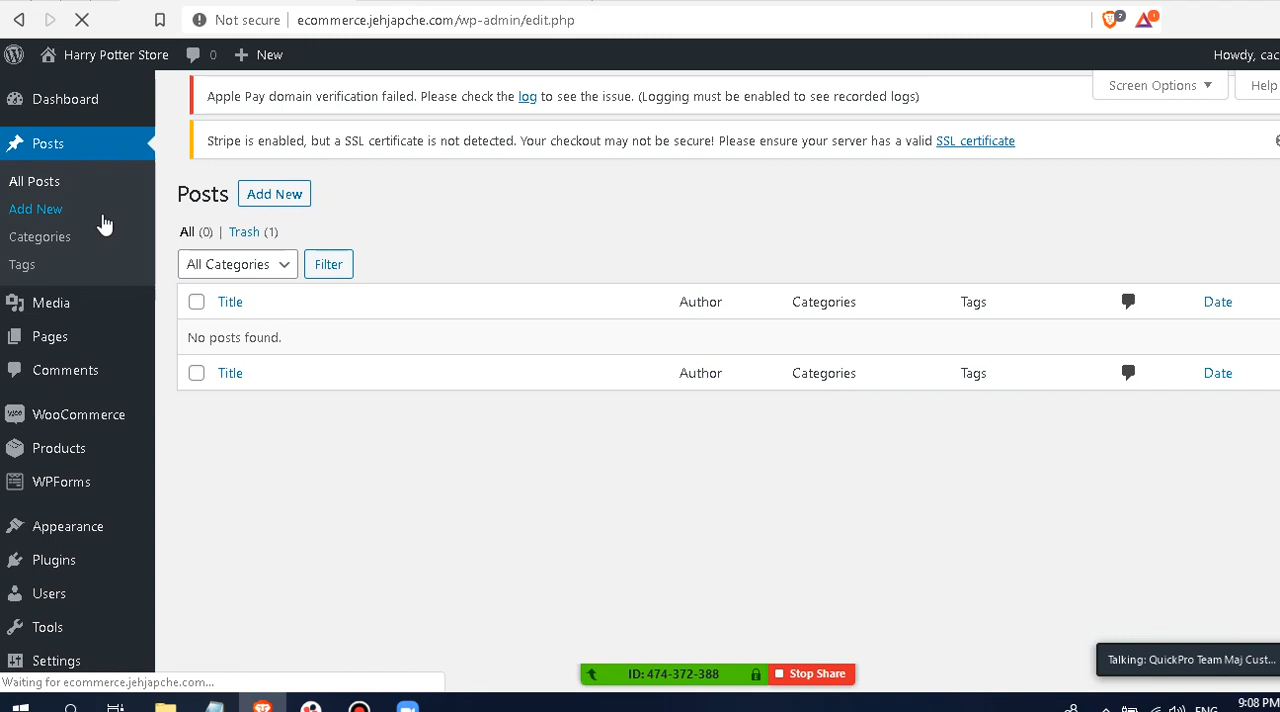 Not secure ecommerce.jehjapche.com/wp-admin/edit.php
Harry Potter Store 0 New Howdy, cac
Dashboard
Posts
All Posts
Add New
Categories
Tags
Media
Pages
Comments
WooCommerce
Products
WPForms
Appearance
Plugins
Users
Tools
Settings
Screen Options Help
Apple Pay domain verification failed. Please check the log to see the issue. (Logging must be enabled to see recorded logs)
Stripe is enabled, but a SSL certificate is not detected. Your checkout may not be secure! Please ensure your server has a valid SSL certificate
Posts Add New
All (0) | Trash (1)
All Categories Filter
Title Author Categories Tags Date
No posts found.
Title Author Categories Tags Date
Talking: QuickPro Team Maj Cust...
ID: 474-372-388 Stop Share
Waiting for ecommerce.jehjapche.com...
ENG 9:08 PM